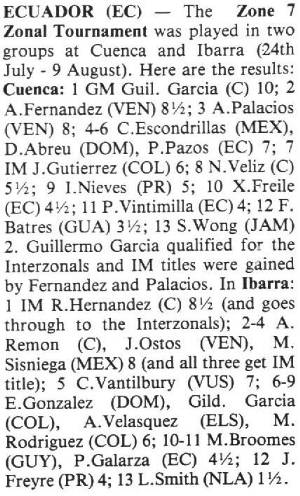 ECUADOR (EC) — The Zone 7
Zonal Tournament was played in two
groups at Cuenca and Ibarra (24th
July - 9 August). Here are the results:
Cuenca: 1 GM Guil. Garcia (C) 10; 2
A.Fernandez (VEN) 8½; 3 A.Palacios
(VEN) 8; 4-6 C.Escondrillas (MEX),
D.Abreu (DOM), P.Pazos (EC) 7; 7
IM J.Gutierrez (COL) 6; 8 N.Veliz (C)
5½; 9 I.Nieves (PR) 5; 10 X.Freile
(EC) 4½; 11 P.Vintimilla (EC) 4; 12 F.
Batres (GUA) 3½; 13 S.Wong (JAM)
2. Guillermo Garcia qualified for the
Interzonals and IM titles were gained
by Fernandez and Palacios. In Ibarra:
1 IM R.Hernandez (C) 8½ (and goes
through to the Interzonals); 2-4 A.
Remon (C), J.Ostos (VEN), M.
Sisniega (MEX) 8 (and all three get IM
title); 5 C.Vantilbury (VUS) 7; 6-9
E.Gonzalez (DOM), Gild. Garcia
(COL), A.Velasquez (ELS), M.
Rodriguez (COL) 6; 10-11 M.Broomes
(GUY), P.Galarza (EC) 4½; 12 J.
Freyre (PR) 4; 13 L.Smith (NLA) 1½.